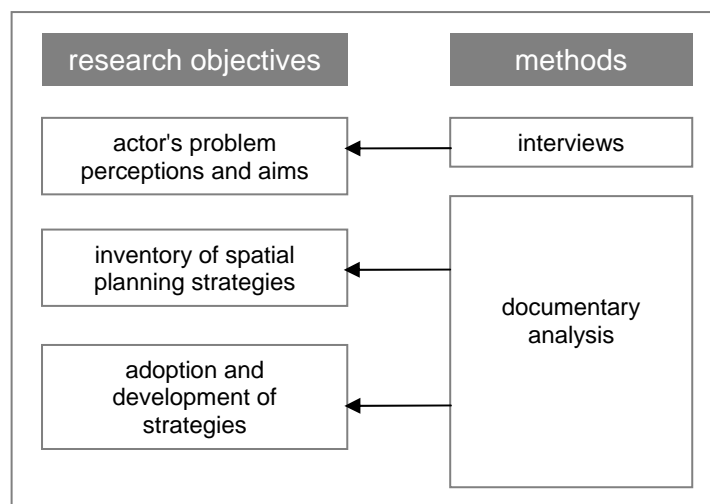 research objectives
methods
actor's problem
perceptions and aims
interviews
inventory of spatial
planning strategies
documentary
analysis
adoption and
development of
strategies